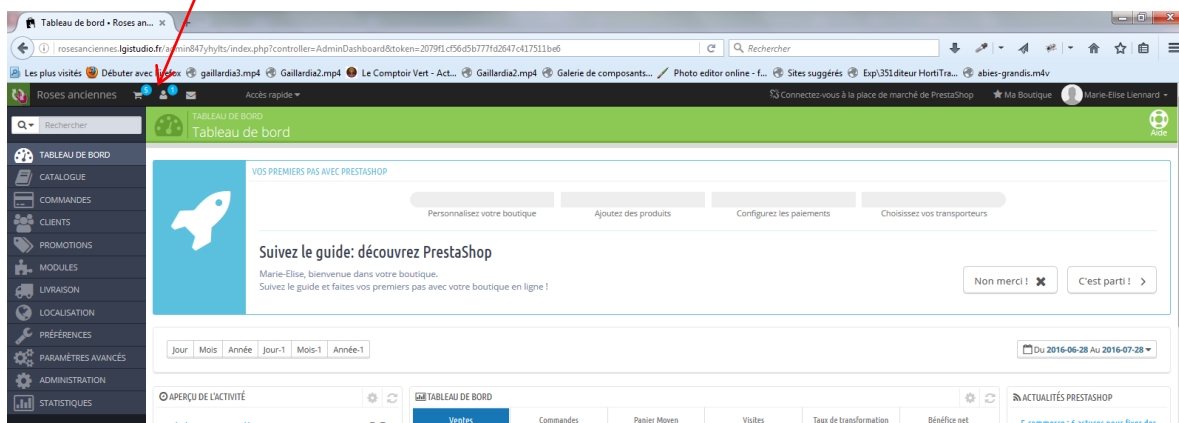 Tableau de bord • Roses an... ×
rosesanciennes.lgistudio.fr/admin847yhylts/index.php?controller=AdminDashboard&token=2079f1cf56d5b777fd2647c417511be6
Rechercher
Les plus visités Débuter avec Firefox gaillardia3.mp4 Gaillardia2.mp4 Le Comptoir Vert - Act... Gaillardia2.mp4 Galerie de composants... Photo editor online - f... Sites suggérés Exp\351diteur HortiTra... abies-grandis.m4v
Roses anciennes 5 1 Accès rapide Connectez-vous à la place de marché de PrestaShop Ma Boutique Marie-Elise Liennard
Rechercher
TABLEAU DE BORD
Tableau de bord
Aide
TABLEAU DE BORD
CATALOGUE
COMMANDES
CLIENTS
PROMOTIONS
MODULES
LIVRAISON
LOCALISATION
PRÉFÉRENCES
PARAMÈTRES AVANCÉS
ADMINISTRATION
STATISTIQUES
VOS PREMIERS PAS AVEC PRESTASHOP
Personnalisez votre boutique Ajoutez des produits Configurez les paiements Choisissez vos transporteurs
Suivez le guide: découvrez PrestaShop
Marie-Elise, bienvenue dans votre boutique.
Suivez le guide et faites vos premiers pas avec votre boutique en ligne !
Non merci ! C'est parti !
Jour Mois Année Jour-1 Mois-1 Année-1
Du 2016-06-28 Au 2016-07-28
APERÇU DE L'ACTIVITÉ
TABLEAU DE BORD
ACTUALITÉS PRESTASHOP
Ventes Commandes Panier Moyen Visites Taux de transformation Bénéfice net